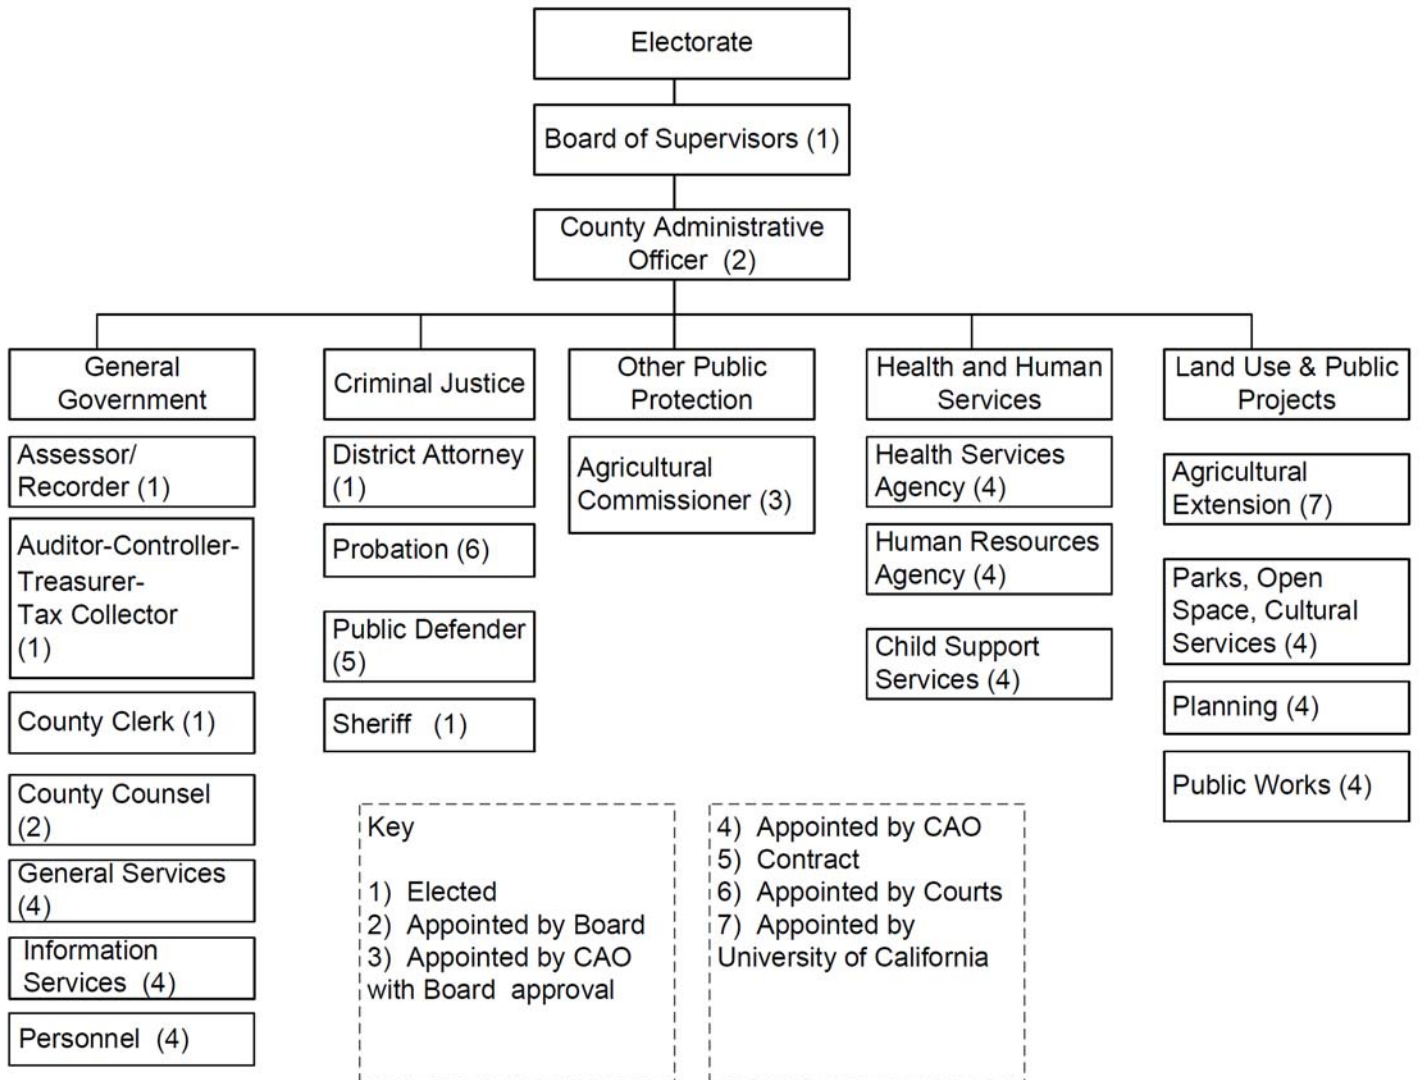 Electorate
Board of Supervisors (1)
County Administrative
Officer (2)
General
Government
Assessor/
Recorder (1)
Auditor-Controller-
Treasurer-
Tax Collector
(1)
County Clerk (1)
County Counsel
(2)
General Services
(4)
Information
Services (4)
Personnel (4)
Criminal Justice
District Attorney
(1)
Probation (6)
Public Defender
(5)
Sheriff (1)
Other Public
Protection
Agricultural
Commissioner (3)
Health and Human
Services
Health Services
Agency (4)
Human Resources
Agency (4)
Child Support
Services (4)
Land Use & Public
Projects
Agricultural
Extension (7)
Parks, Open
Space, Cultural
Services (4)
Planning (4)
Public Works (4)
Key
1) Elected
2) Appointed by Board
3) Appointed by CAO
with Board approval
4) Appointed by CAO
5) Contract
6) Appointed by Courts
7) Appointed by
University of California